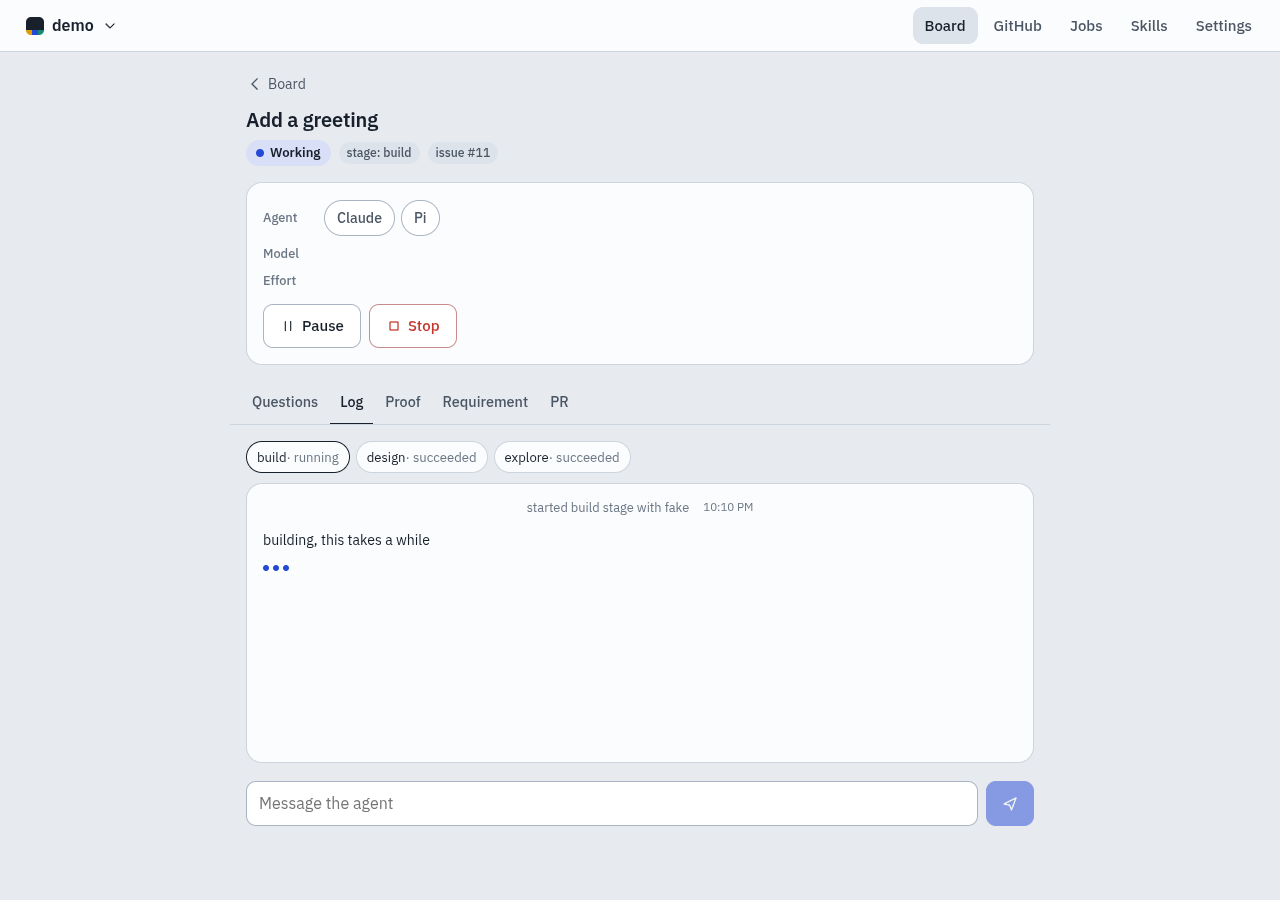 demo
Board GitHub Jobs Skills Settings
Board
Add a greeting
Working stage: build issue #11
Agent Claude Pi
Model
Effort
Pause Stop
Questions Log Proof Requirement PR
build· running design· succeeded explore· succeeded
started build stage with fake 10:10 PM
building, this takes a while
Message the agent